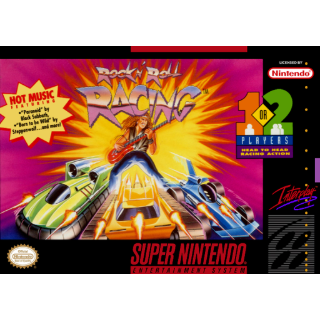 LICENSED BY
Nintendo
ROCK N' ROLL
RACING
HOT MUSIC
FEATURING
"Paranoid" by
Black Sabbath,
"Born to be Wild" by
Steppenwolf...and more!
1 OR 2
PLAYERS
HEAD TO HEAD
RACING ACTION
Interplay
SUPER NINTENDO
ENTERTAINMENT SYSTEM